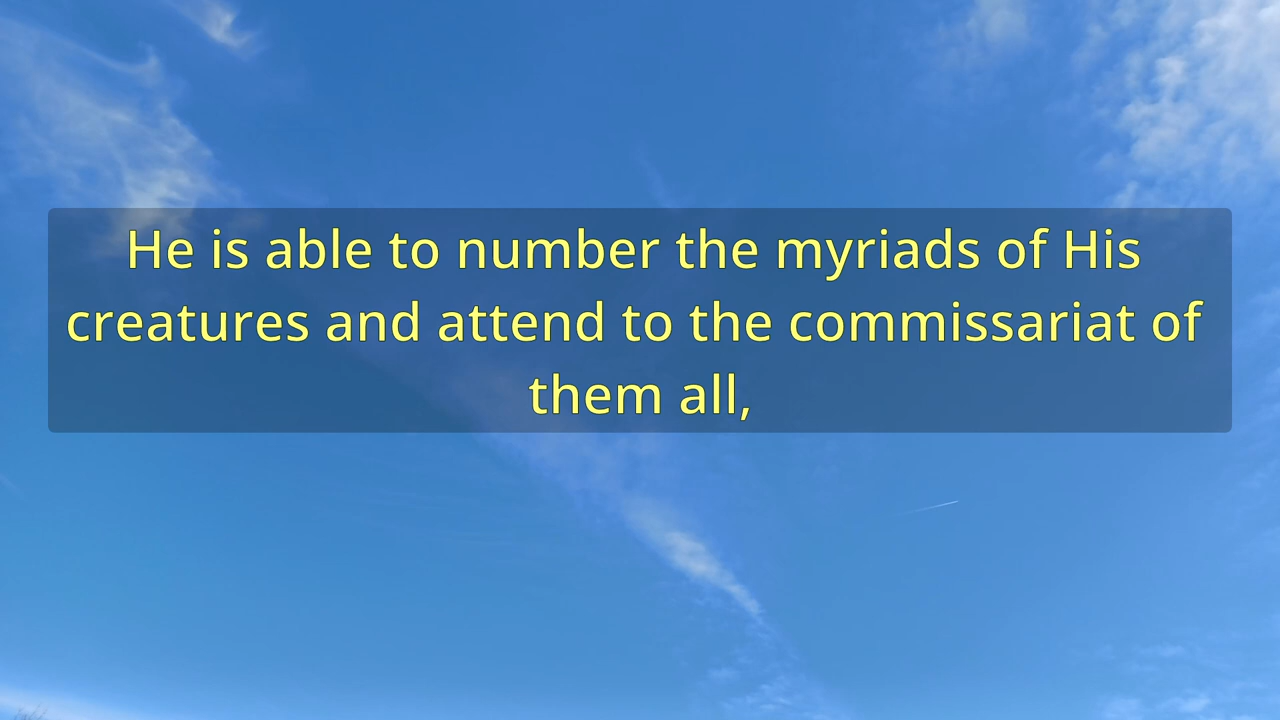 He is able to number the myriads of His
creatures and attend to the commissariat of
them all,